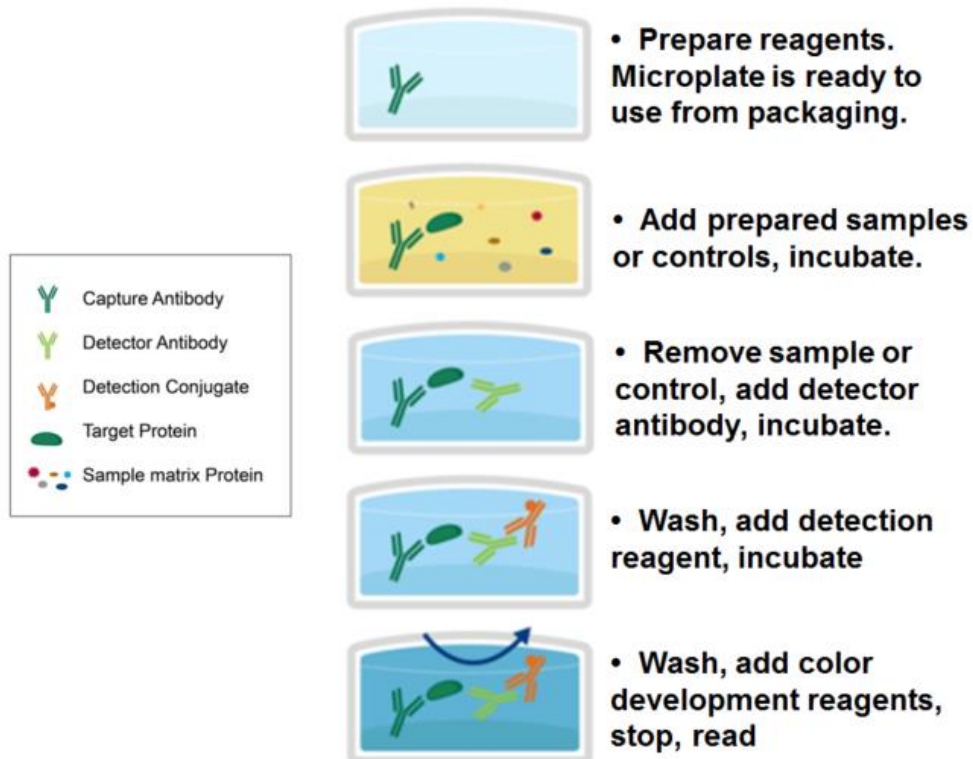 • Prepare reagents.
Microplate is ready to
use from packaging.
• Add prepared samples
or controls, incubate.
Capture Antibody
Detector Antibody
Detection Conjugate
Target Protein
Sample matrix Protein
• Remove sample or
control, add detector
antibody, incubate.
• Wash, add detection
reagent, incubate
• Wash, add color
development reagents,
stop, read